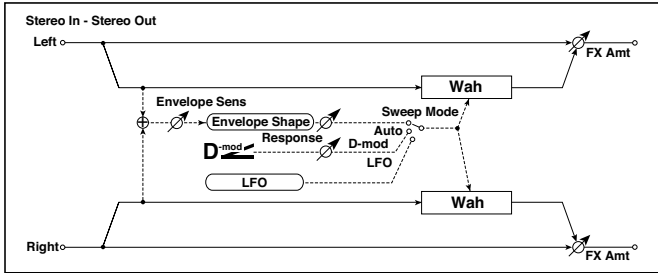 Stereo In - Stereo Out
Left
FX Amt
Wah
Envelope Sens
Envelope Shape
Sweep Mode
Auto
Response
D-mod
D-mod
LFO
LFO
Wah
Right
FX Amt